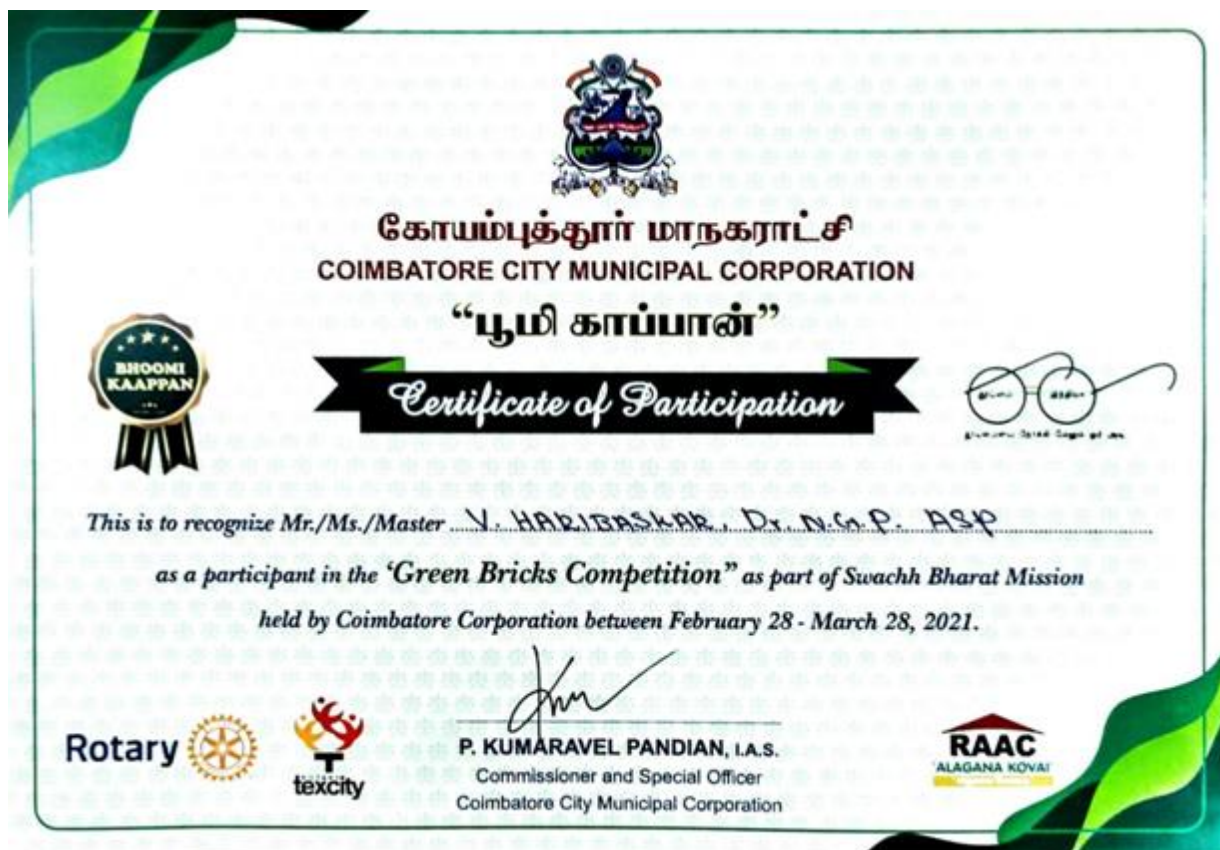 கோயம்புத்தூர் மாநகராட்சி
COIMBATORE CITY MUNICIPAL CORPORATION
“பூமி காப்பான்”
BHOOMI
KAAPPAN
Certificate of Participation
This is to recognize Mr./Ms./Master V. HARIBASKAR, Dr. N.G.P. ASP
as a participant in the "Green Bricks Competition" as part of Swachh Bharat Mission
held by Coimbatore Corporation between February 28 - March 28, 2021.
Rotary
texcity
P. KUMARAVEL PANDIAN, I.A.S.
Commissioner and Special Officer
Coimbatore City Municipal Corporation
RAAC
ALAGANA KOVAI